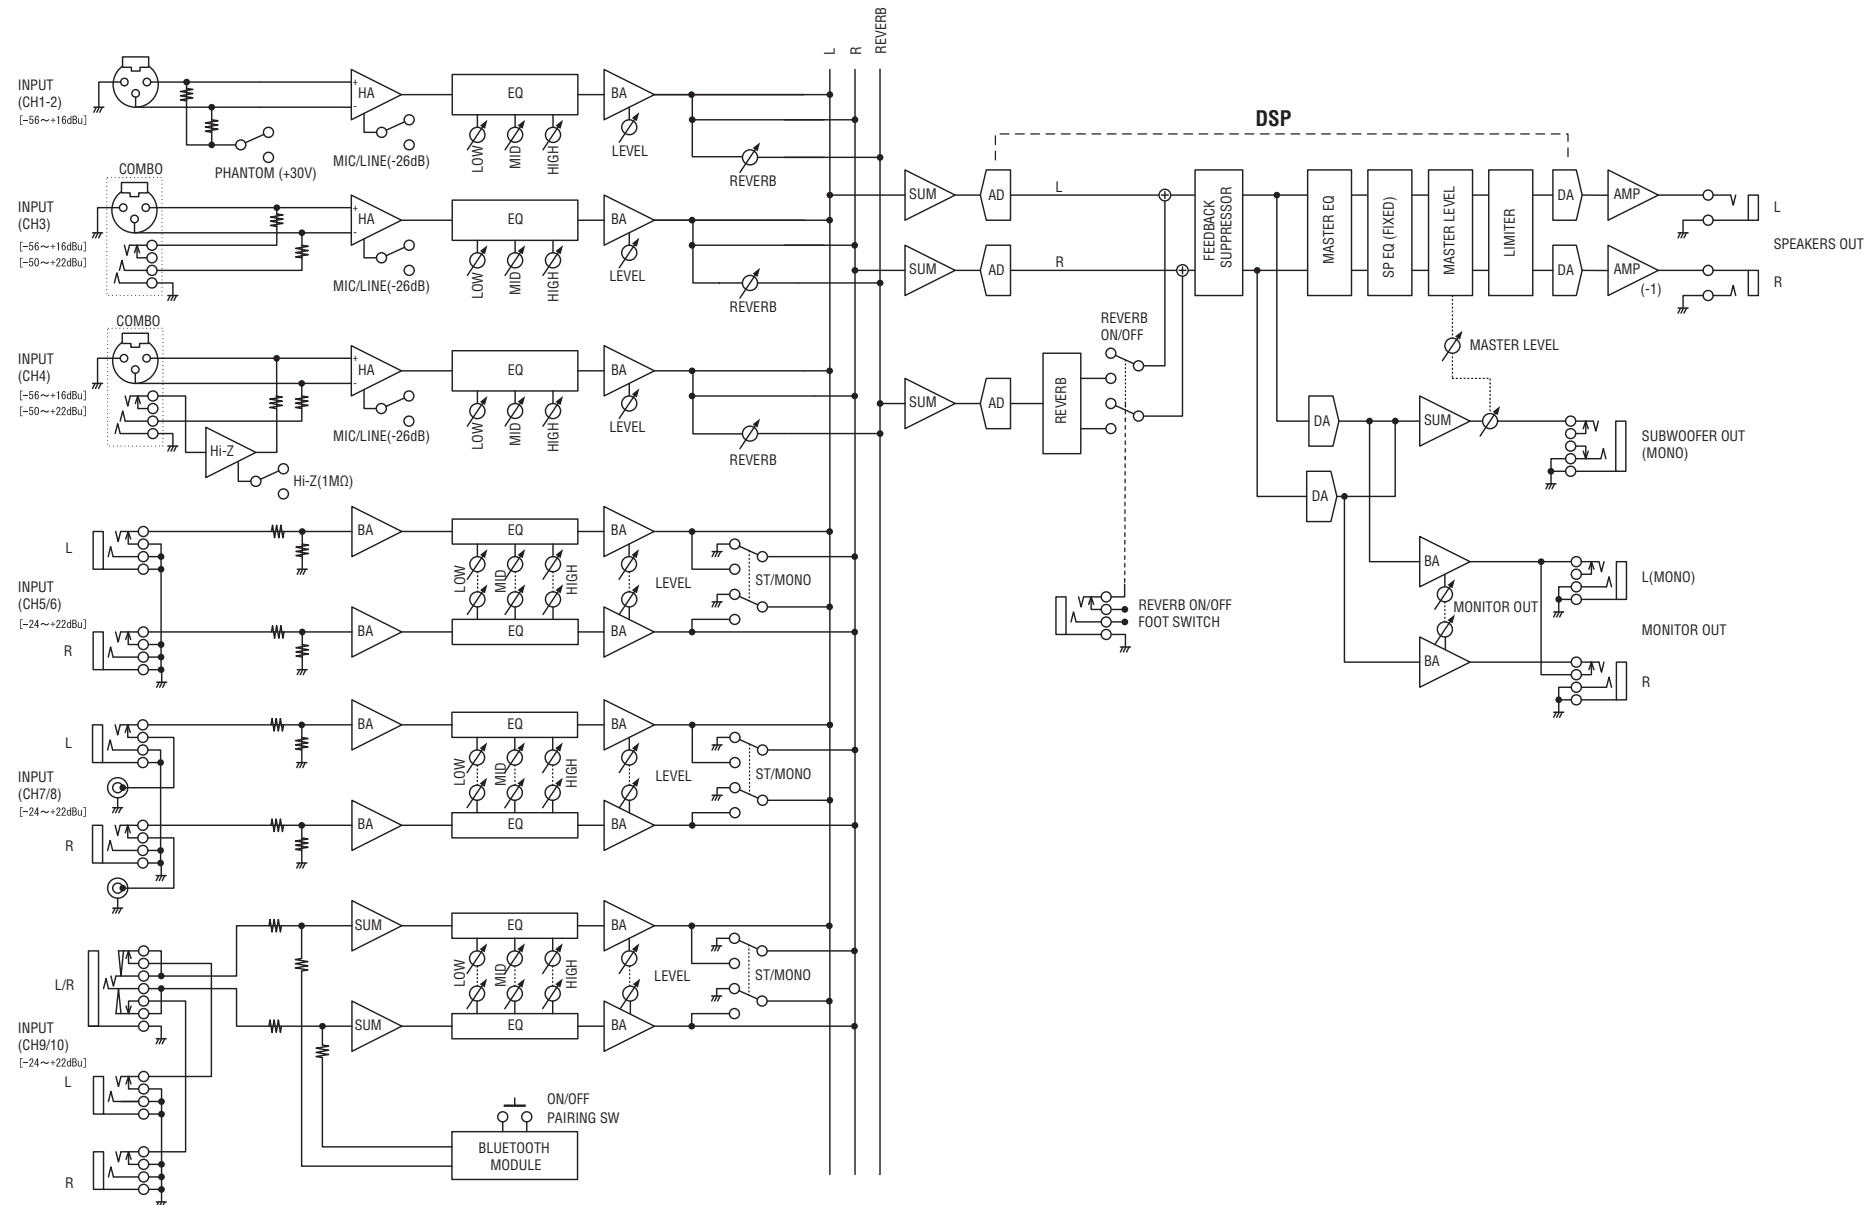 L
R
REVERB
INPUT
(CH1-2)
[-56～+16dBu]
PHANTOM (+30V)
+
-
HA
MIC/LINE(-26dB)
EQ
LOW
MID
HIGH
BA
LEVEL
REVERB
COMBO
INPUT
(CH3)
[-56～+16dBu]
[-50～+22dBu]
+
-
HA
MIC/LINE(-26dB)
EQ
LOW
MID
HIGH
BA
LEVEL
REVERB
COMBO
INPUT
(CH4)
[-56～+16dBu]
[-50～+22dBu]
Hi-Z
Hi-Z(1MΩ)
+
-
HA
MIC/LINE(-26dB)
EQ
LOW
MID
HIGH
BA
LEVEL
REVERB
L
INPUT
(CH5/6)
[-24～+22dBu]
R
BA
BA
EQ
LOW
MID
HIGH
EQ
BA
LEVEL
BA
ST/MONO
L
INPUT
(CH7/8)
[-24～+22dBu]
R
BA
BA
EQ
LOW
MID
HIGH
EQ
BA
LEVEL
BA
ST/MONO
L/R
INPUT
(CH9/10)
[-24～+22dBu]
L
R
SUM
SUM
EQ
LOW
MID
HIGH
EQ
BA
LEVEL
BA
ST/MONO
ON/OFF
PAIRING SW
BLUETOOTH
MODULE
DSP
SUM
AD
L
SUM
AD
R
SUM
AD
REVERB
REVERB
ON/OFF
REVERB ON/OFF
FOOT SWITCH
FEEDBACK
SUPPRESSOR
MASTER EQ
SP EQ (FIXED)
MASTER LEVEL
LIMITER
DA
DA
AMP
AMP
(-1)
L
SPEAKERS OUT
R
MASTER LEVEL
DA
DA
SUM
SUBWOOFER OUT
(MONO)
BA
MONITOR OUT
BA
L(MONO)
MONITOR OUT
R